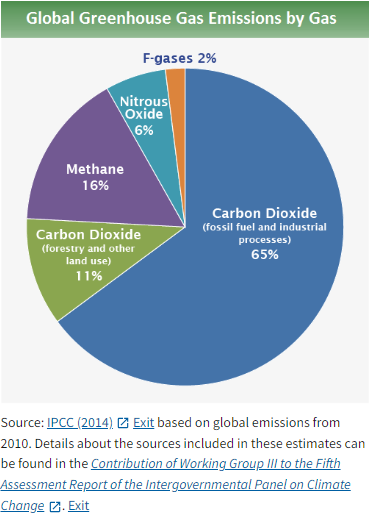 Global Greenhouse Gas Emissions by Gas
F-gases 2%
Nitrous
Oxide
6%
Methane
16%
Carbon Dioxide
(fossil fuel and industrial
processes)
65%
Carbon Dioxide
(forestry and other
land use)
11%
Source: IPCC (2014) Exit based on global emissions from
2010. Details about the sources included in these estimates can
be found in the Contribution of Working Group III to the Fifth
Assessment Report of the Intergovernmental Panel on Climate
Change . Exit